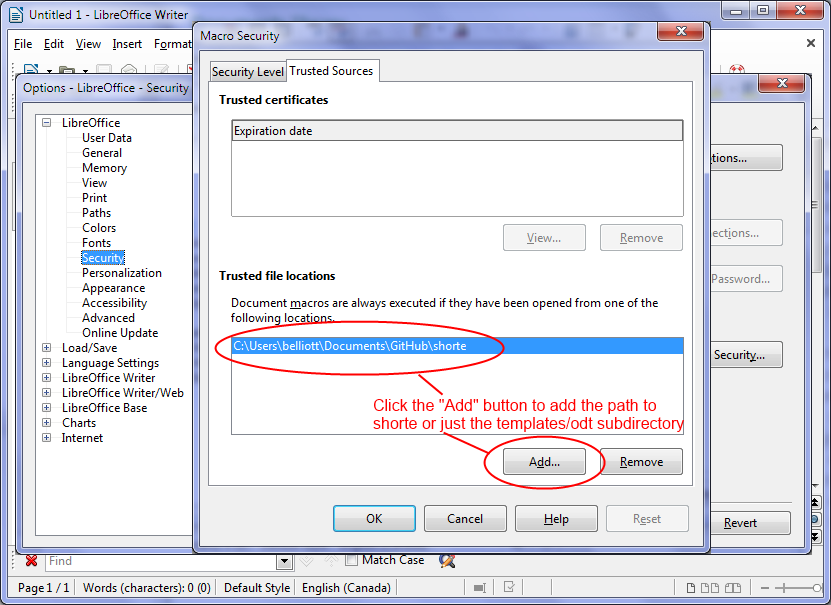 Untitled 1 - LibreOffice Writer
File Edit View Insert Format
Options - LibreOffice - Security
LibreOffice
User Data
General
Memory
View
Print
Paths
Colors
Fonts
Security
Personalization
Appearance
Accessibility
Advanced
Online Update
Load/Save
Language Settings
LibreOffice Writer
LibreOffice Writer/Web
LibreOffice Base
Charts
Internet
Macro Security
Security Level Trusted Sources
Trusted certificates
Expiration date
View... Remove
Trusted file locations
Document macros are always executed if they have been opened from one of the
following locations.
C:\Users\belliott\Documents\GitHub\shorte
Click the "Add" button to add the path to
shorte or just the templates/odt subdirectory
Add... Remove
OK Cancel Help Reset
tions...
ections...
Password...
Security...
Revert
Find Match Case
Page 1 / 1 Words (characters): 0 (0) Default Style English (Canada)